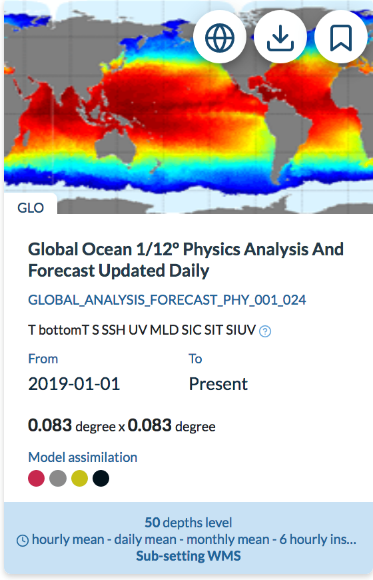 GLO
Global Ocean 1/12° Physics Analysis And
Forecast Updated Daily
GLOBAL_ANALYSIS_FORECAST_PHY_001_024
T bottomT S SSH UV MLD SIC SIT SIUV ?
From To
2019-01-01 Present
0.083 degree x 0.083 degree
Model assimilation
50 depths level
hourly mean - daily mean - monthly mean - 6 hourly ins...
Sub-setting WMS